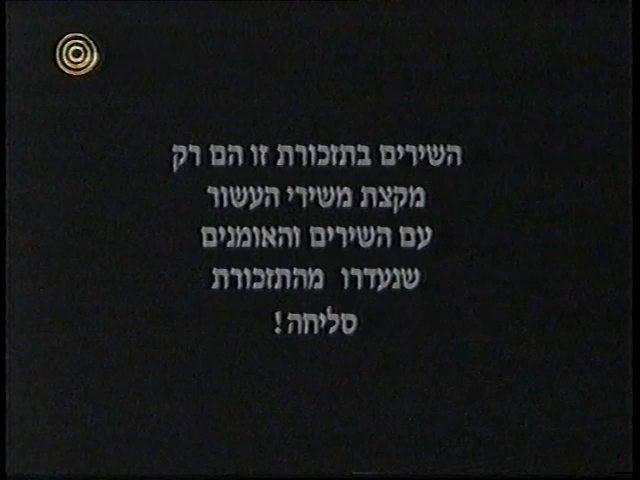 השירים בתזכורת זו הם רק
מקצת משירי העשור
עם השירים והאומנים
שנעדרו מהתזכורת
סליחה!